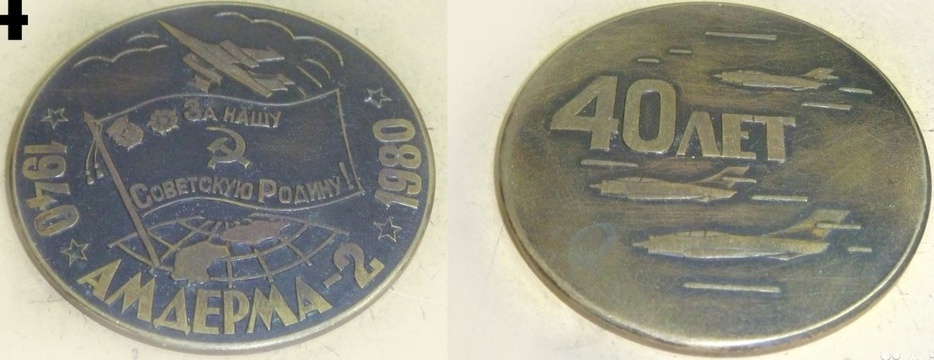 1940
ЗА НАШУ
СОВЕТСКУЮ РОДИНУ!
1980
АМДЕРМА-2
40 ЛЕТ